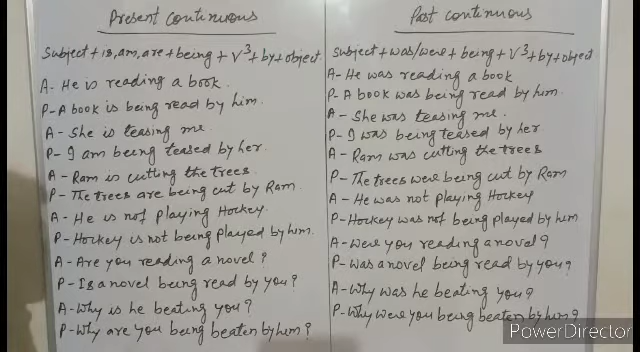 Present Continuous
Subject + is, am, are + being + V³ + by + object
A - He is reading a book.
P - A book is being read by him.
A - She is teasing me.
P - I am being teased by her.
A - Ram is cutting the trees.
P - The trees are being cut by Ram.
A - He is not playing Hockey.
P - Hockey is not being played by him.
A - Are you reading a novel?
P - Is a novel being read by you?
A - Why is he beating you?
P - Why are you being beaten by him?
Past continuous
Subject + was/were + being + V³ + by + object
A - He was reading a book
P - A book was being read by him.
A - She was teasing me.
P - I was being teased by her
A - Ram was cutting the trees
P - The trees were being cut by Ram
A - He was not playing Hockey
P - Hockey was not being played by him
A - Were you reading a novel?
P - Was a novel being read by you?
A - Why was he beating you?
P - Why were you being beaten by him?
PowerDirector